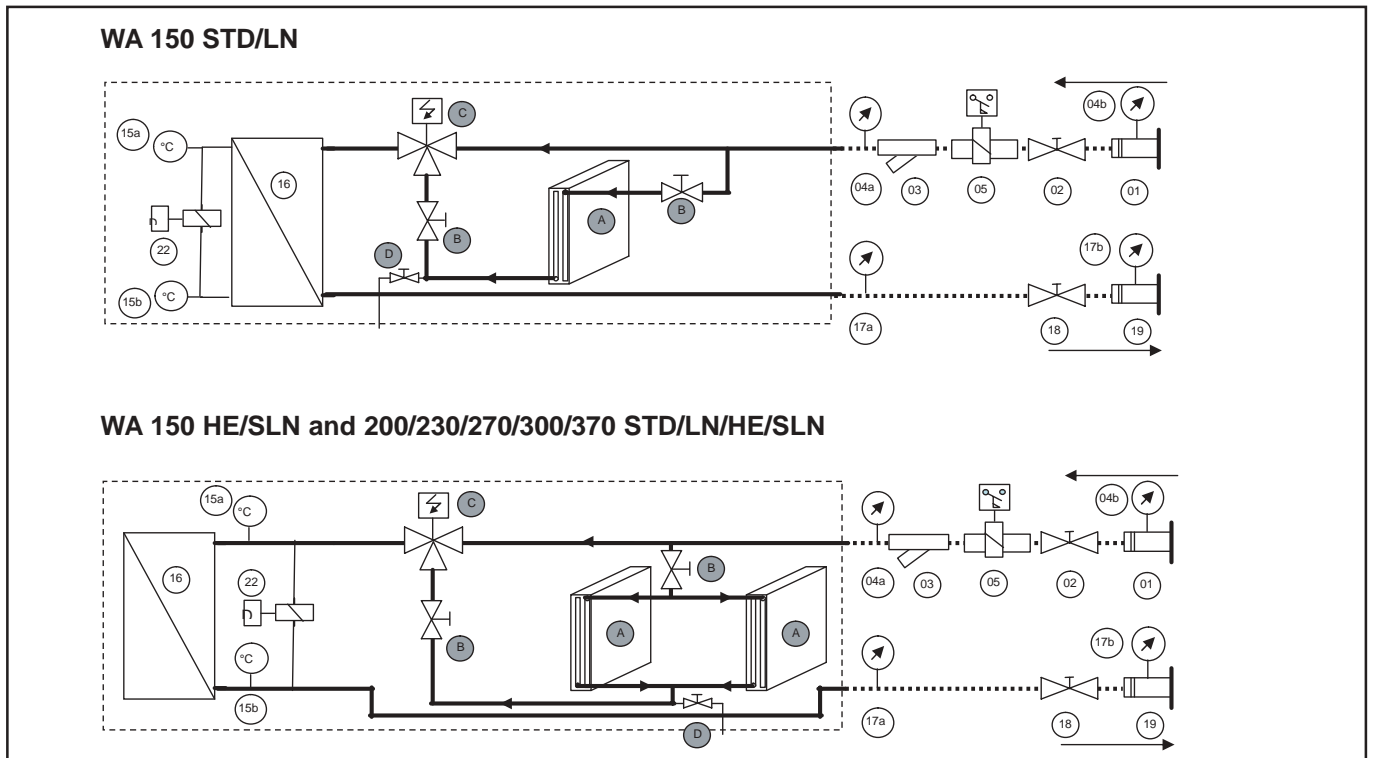 WA 150 STD/LN
C
04b
15a
°C
16
A
B
04a
03
05
02
01
22
B
D
17b
15b
°C
17a
18
19
WA 150 HE/SLN and 200/230/270/300/370 STD/LN/HE/SLN
15a
°C
C
04b
16
22
B
04a
03
05
02
01
A
A
B
°C
17b
15b
D
17a
18
19